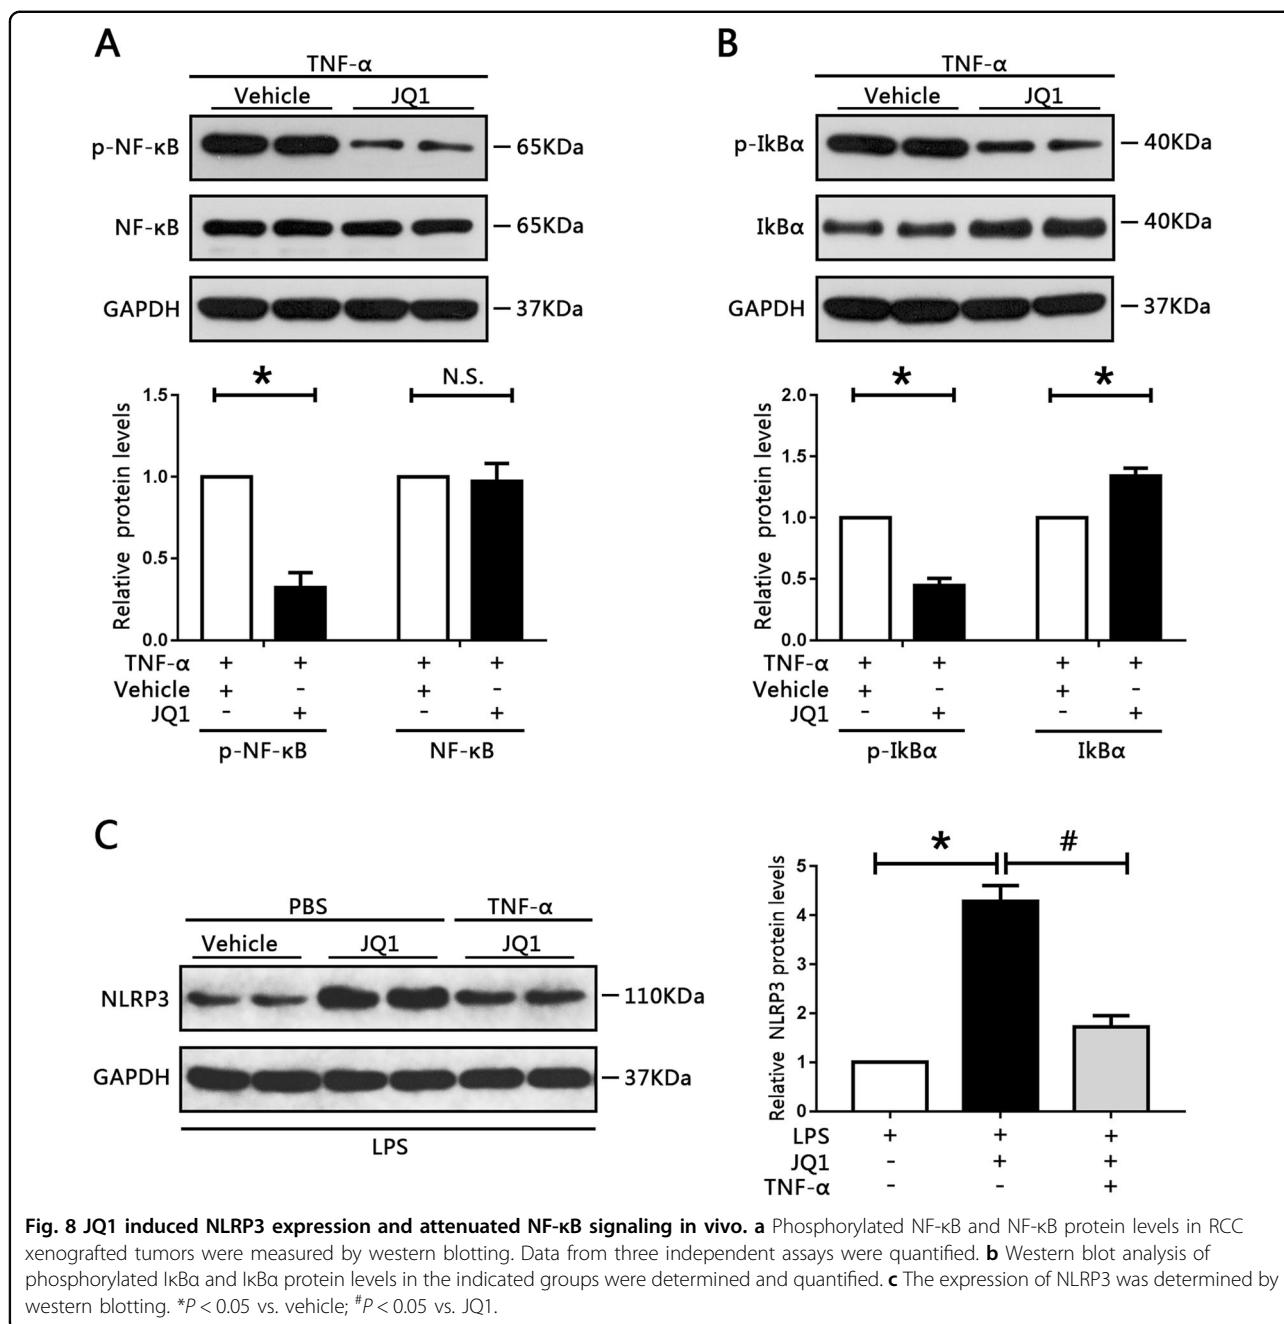 A
TNF-α
Vehicle JQ1
p-NF-κB 65KDa
NF-κB 65KDa
GAPDH 37KDa
* N.S.
Relative protein levels
1.5
1.0
0.5
0.0
TNF-α + + + +
Vehicle + - + -
JQ1 - + - +
p-NF-κB NF-κB
B
TNF-α
Vehicle JQ1
p-IkBα 40KDa
IkBα 40KDa
GAPDH 37KDa
* *
Relative protein levels
2.0
1.5
1.0
0.5
0.0
TNF-α + + + +
Vehicle + - + -
JQ1 - + - +
p-IkBα IkBα
C
PBS TNF-α
Vehicle JQ1 JQ1
NLRP3 110KDa
GAPDH 37KDa
LPS
* #
Relative NLRP3 protein levels
5
4
3
2
1
0
LPS + + +
JQ1 - + +
TNF-α - - +
Fig. 8 JQ1 induced NLRP3 expression and attenuated NF-κB signaling in vivo. a Phosphorylated NF-κB and NF-κB protein levels in RCC
xenografted tumors were measured by western blotting. Data from three independent assays were quantified. b Western blot analysis of
phosphorylated IκBα and IκBα protein levels in the indicated groups were determined and quantified. c The expression of NLRP3 was determined by
western blotting. *P < 0.05 vs. vehicle; #P < 0.05 vs. JQ1.